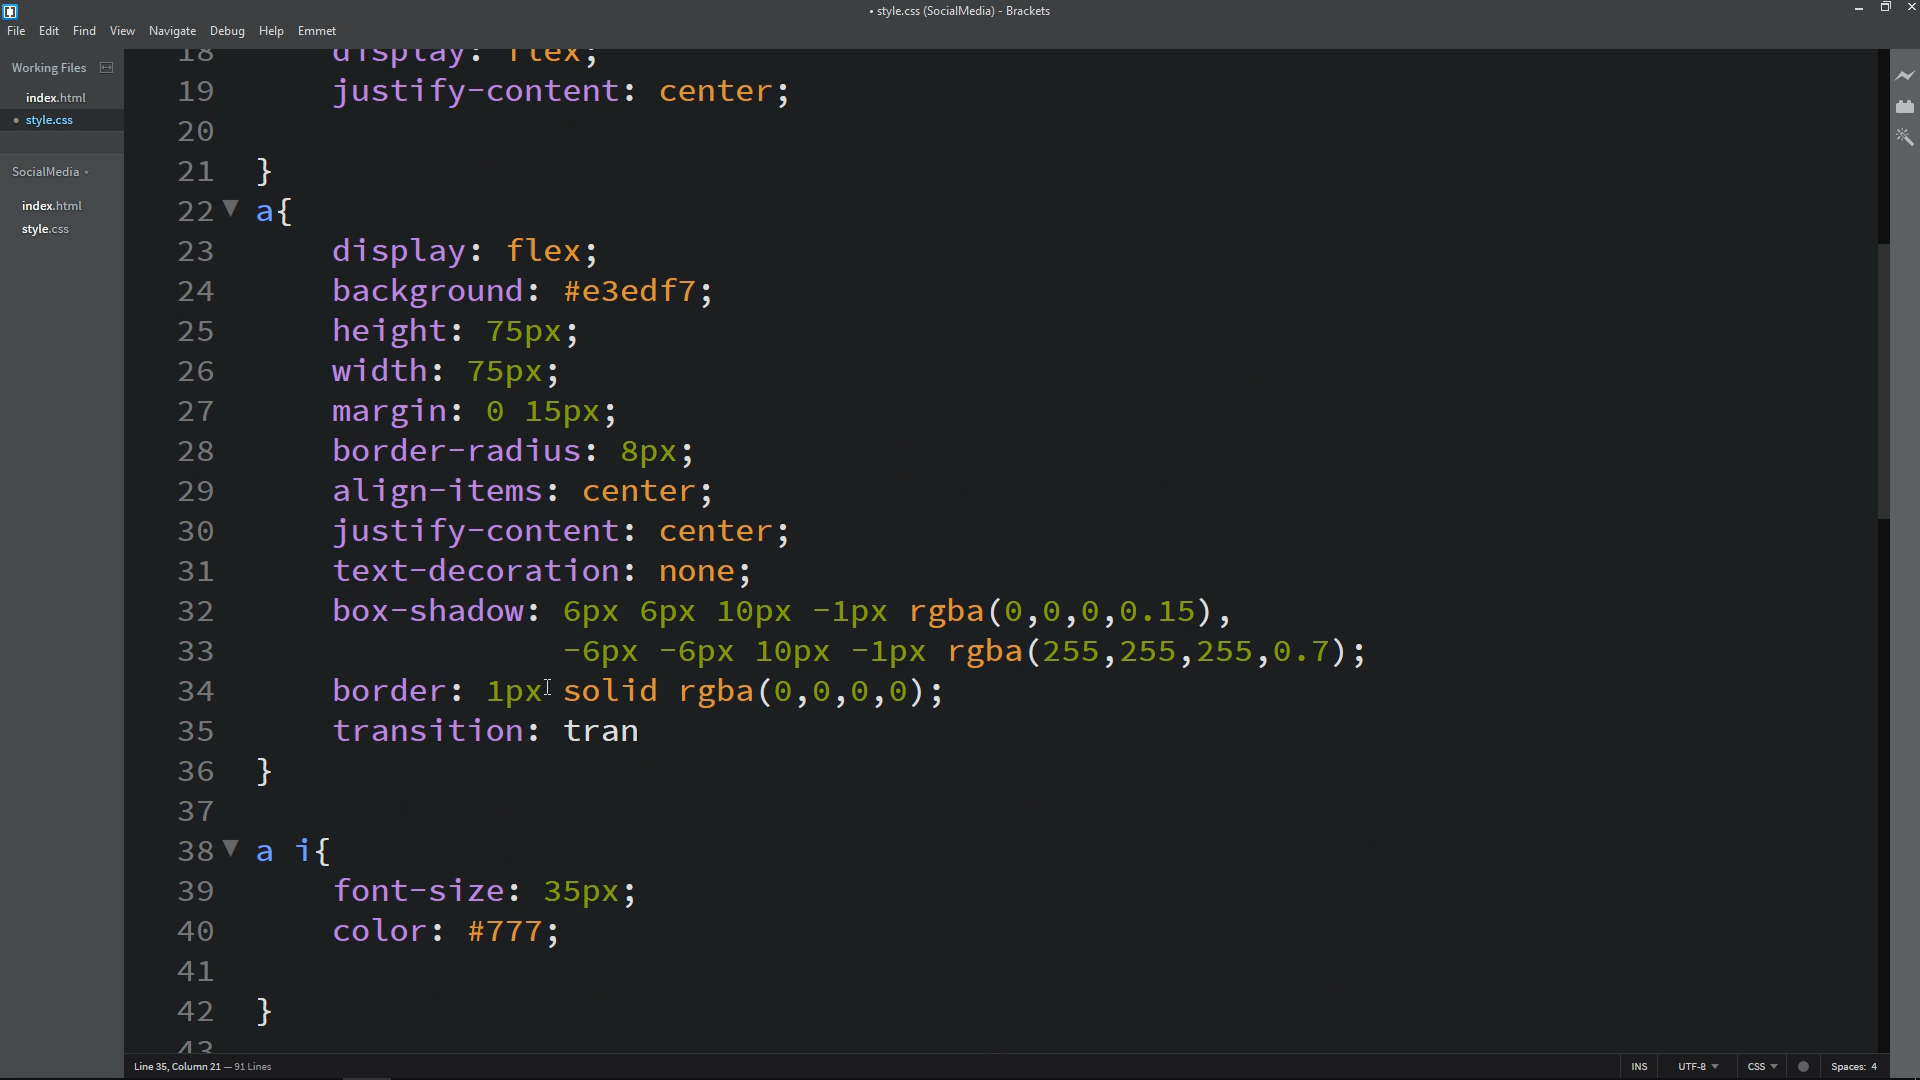 • style.css (SocialMedia) - Brackets
File Edit Find View Navigate Debug Help Emmet
Working Files
index.html
• style.css
SocialMedia
index.html
style.css
18 display: flex;
19 justify-content: center;
20
21 }
22 a{
23 display: flex;
24 background: #e3edf7;
25 height: 75px;
26 width: 75px;
27 margin: 0 15px;
28 border-radius: 8px;
29 align-items: center;
30 justify-content: center;
31 text-decoration: none;
32 box-shadow: 6px 6px 10px -1px rgba(0,0,0,0.15),
33 -6px -6px 10px -1px rgba(255,255,255,0.7);
34 border: 1px solid rgba(0,0,0,0);
35 transition: tran
36 }
37
38 a i{
39 font-size: 35px;
40 color: #777;
41
42 }
43
Line 35, Column 21 — 91 Lines
INS UTF-8 CSS Spaces: 4